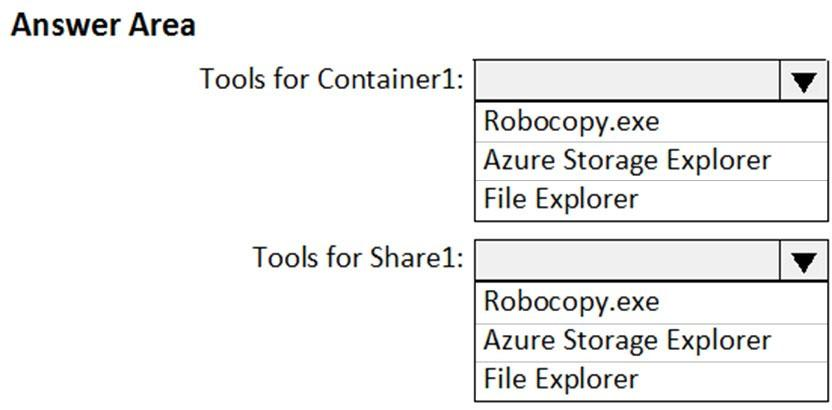 Answer Area
Tools for Container1:
Robocopy.exe
Azure Storage Explorer
File Explorer
Tools for Share1:
Robocopy.exe
Azure Storage Explorer
File Explorer